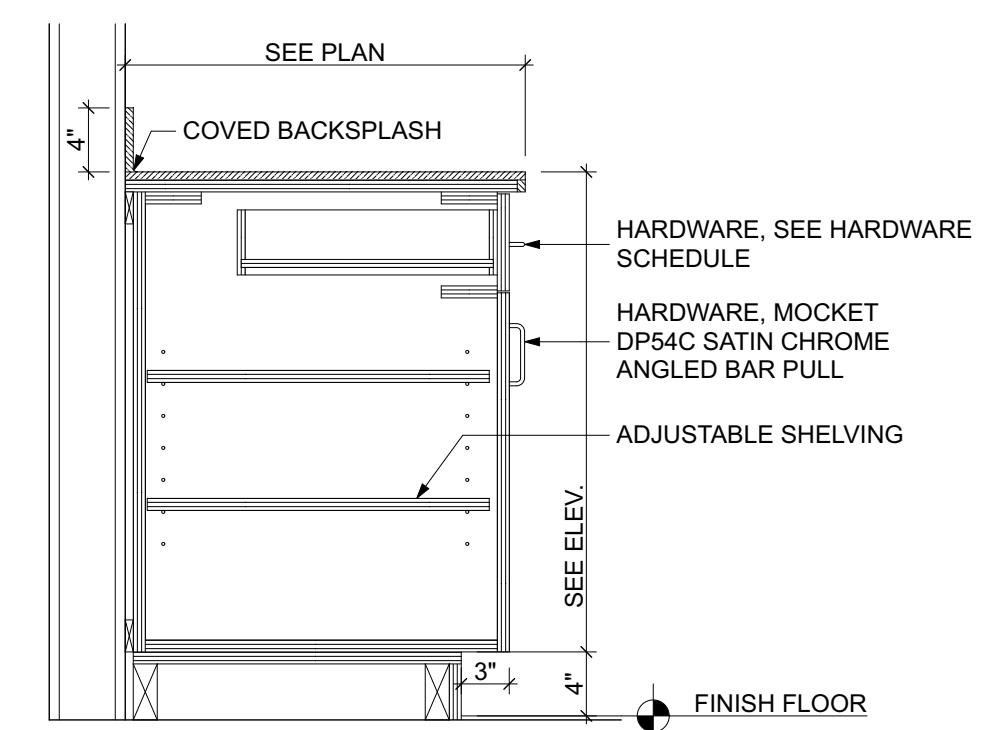 SEE PLAN
4"
COVED BACKSPLASH
HARDWARE, SEE HARDWARE
SCHEDULE
HARDWARE, MOCKET
DP54C SATIN CHROME
ANGLED BAR PULL
ADJUSTABLE SHELVING
SEE ELEV.
3"
4"
FINISH FLOOR